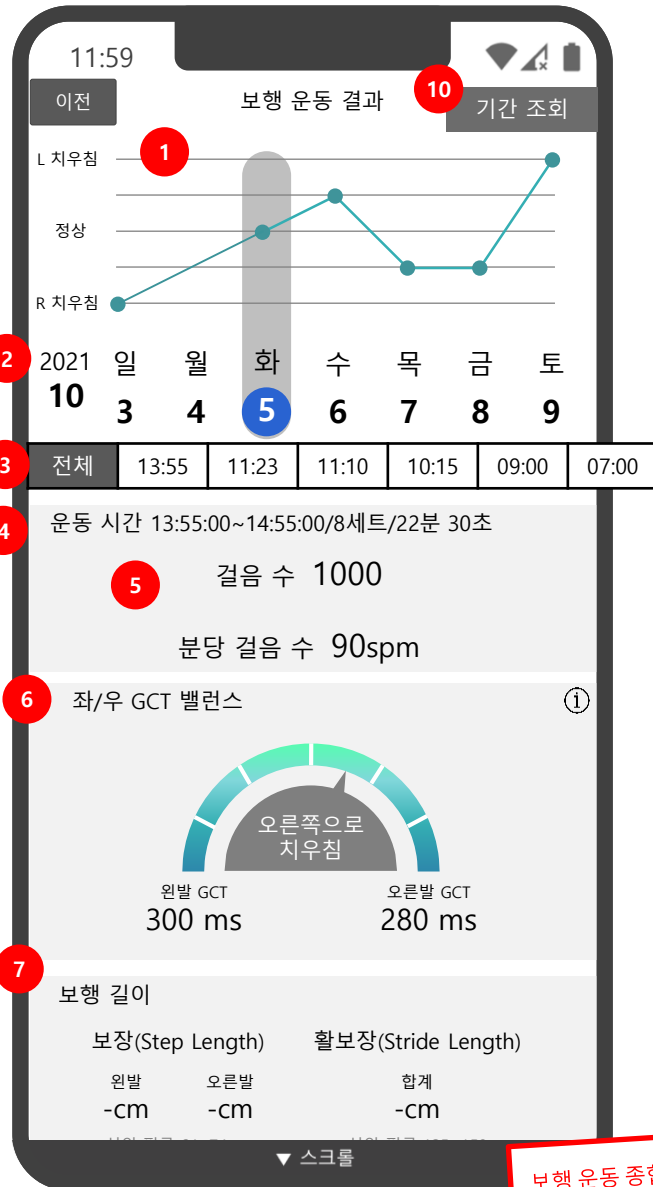 11:59
이전
보행 운동 결과
10
기간 조회
1
L 치우침
정상
R 치우침
2
2021
10
일 월 화 수 목 금 토
3 4 5 6 7 8 9
3
전체 13:55 11:23 11:10 10:15 09:00 07:00
4
운동 시간 13:55:00~14:55:00/8세트/22분 30초
5
걸음 수 1000
분당 걸음 수 90spm
6
좌/우 GCT 밸런스
i
오른쪽으로
치우침
왼발 GCT 오른발 GCT
300 ms 280 ms
7
보행 길이
보장(Step Length) 활보장(Stride Length)
왼발 오른발 합계
-cm -cm -cm
▼ 스크롤
보행 운동 종합